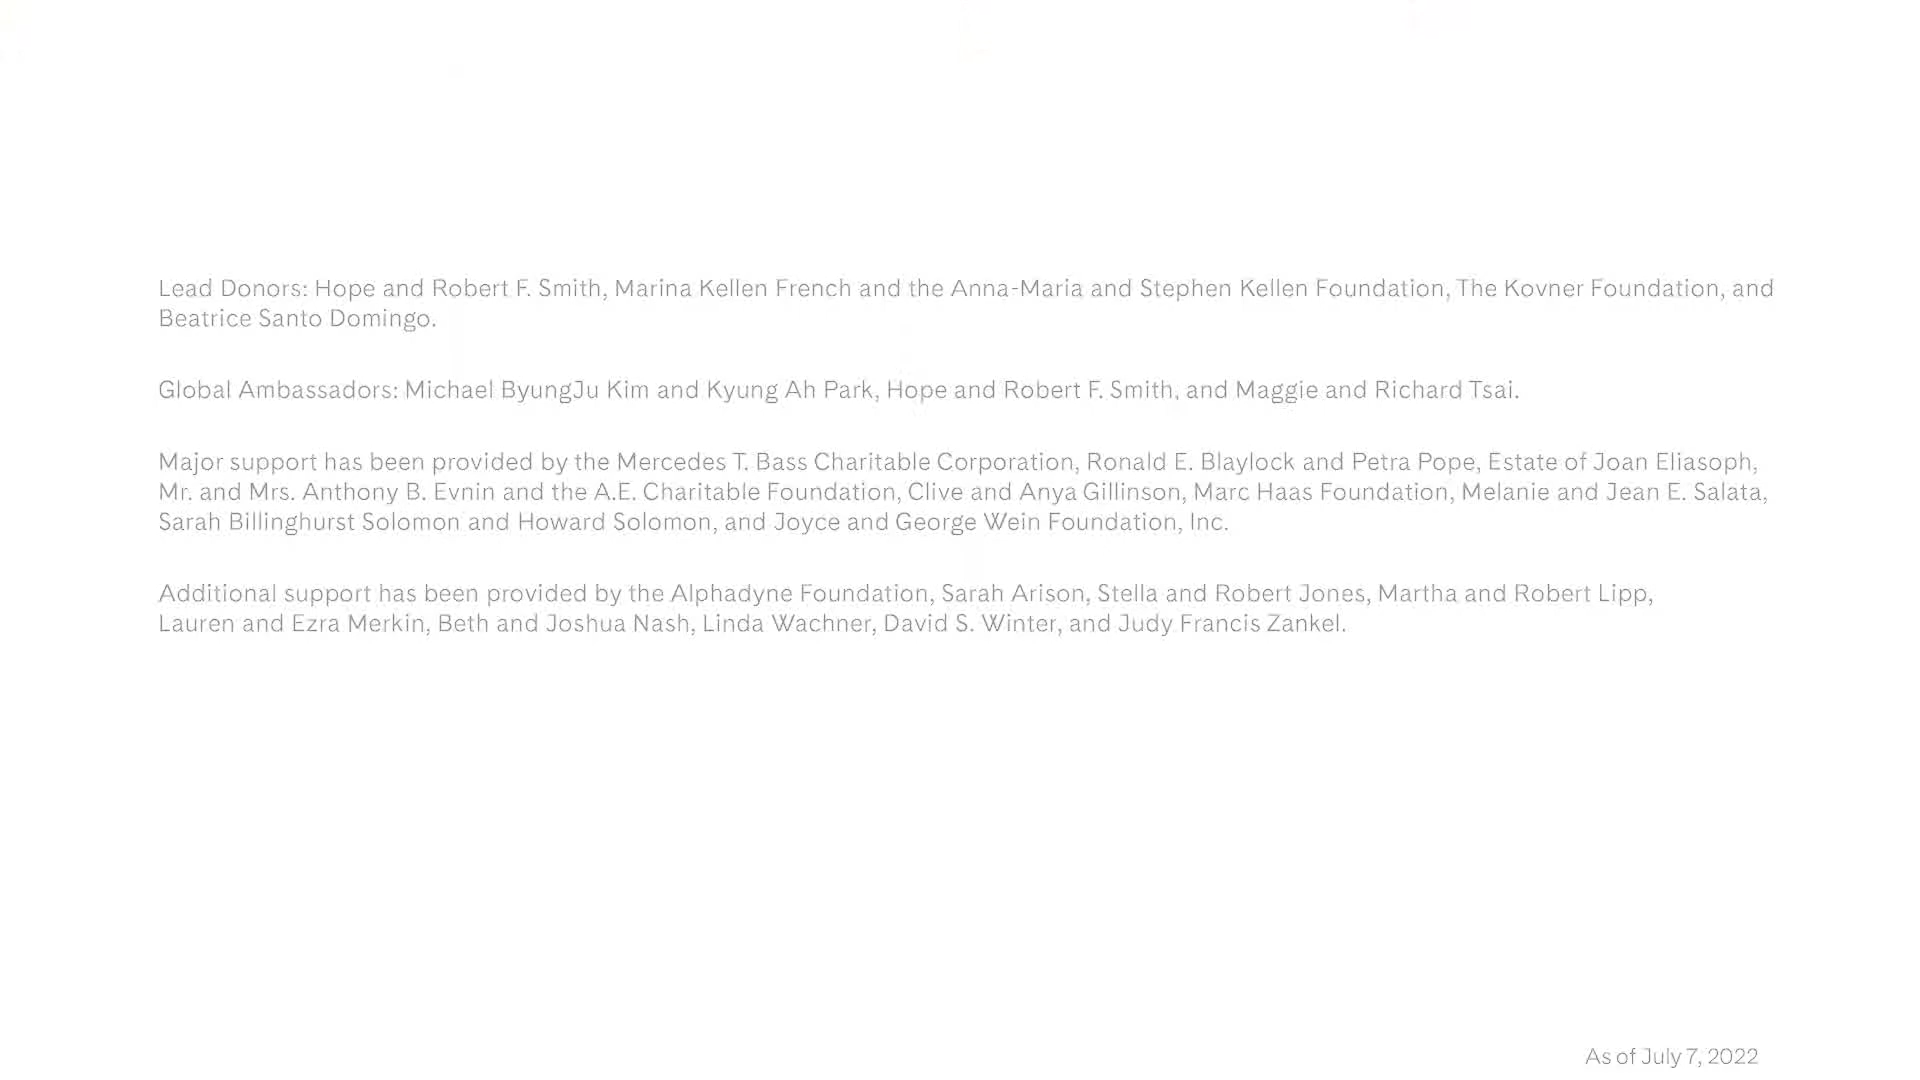 Lead Donors: Hope and Robert F. Smith, Marina Kellen French and the Anna-Maria and Stephen Kellen Foundation, The Kovner Foundation, and
Beatrice Santo Domingo.
Global Ambassadors: Michael ByungJu Kim and Kyung Ah Park, Hope and Robert F. Smith, and Maggie and Richard Tsai.
Major support has been provided by the Mercedes T. Bass Charitable Corporation, Ronald E. Blaylock and Petra Pope, Estate of Joan Eliasoph,
Mr. and Mrs. Anthony B. Evnin and the A.E. Charitable Foundation, Clive and Anya Gillinson, Marc Haas Foundation, Melanie and Jean E. Salata,
Sarah Billinghurst Solomon and Howard Solomon, and Joyce and George Wein Foundation, Inc.
Additional support has been provided by the Alphadyne Foundation, Sarah Arison, Stella and Robert Jones, Martha and Robert Lipp,
Lauren and Ezra Merkin, Beth and Joshua Nash, Linda Wachner, David S. Winter, and Judy Francis Zankel.
As of July 7, 2022